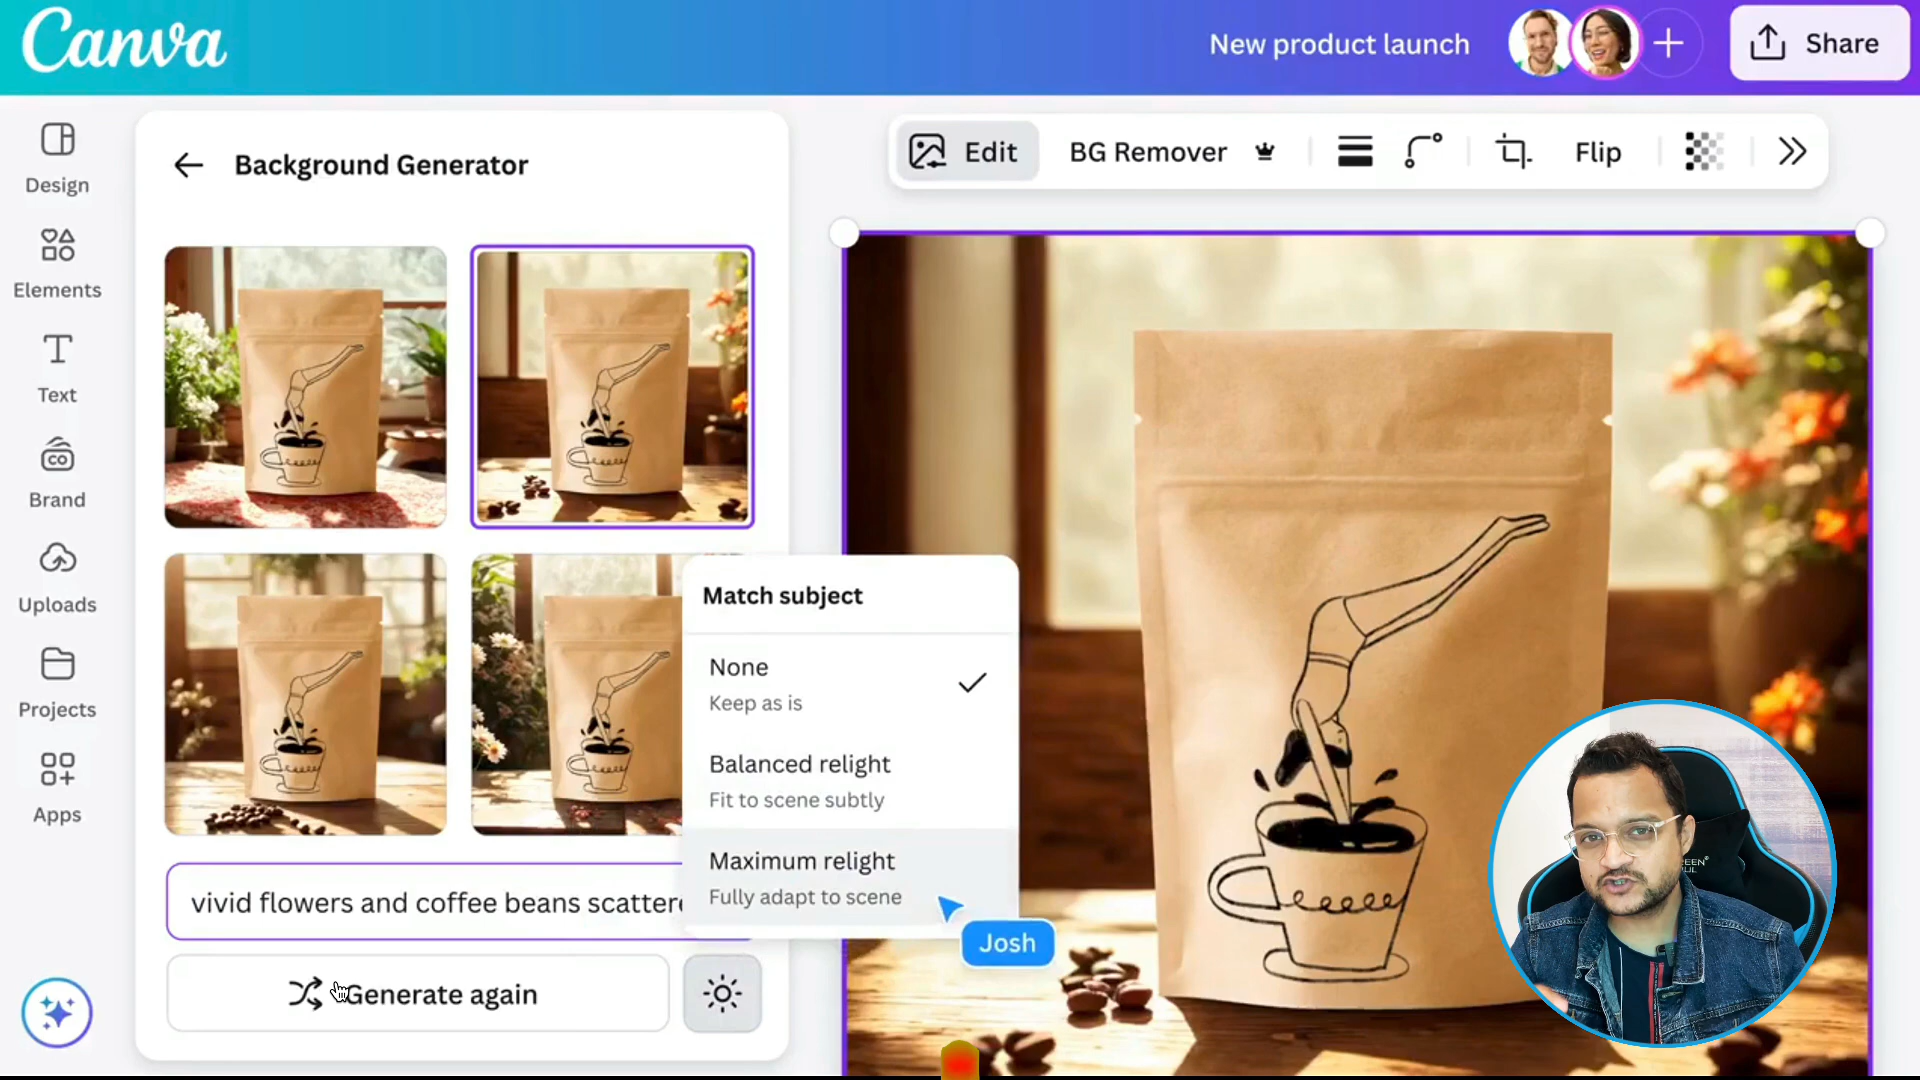 Canva
New product launch
Share
Design
Elements
Text
Brand
Uploads
Projects
Apps
Background Generator
Edit
BG Remover
Flip
Match subject
None
Keep as is
Balanced relight
Fit to scene subtly
Maximum relight
Fully adapt to scene
Josh
vivid flowers and coffee beans scattere
Generate again